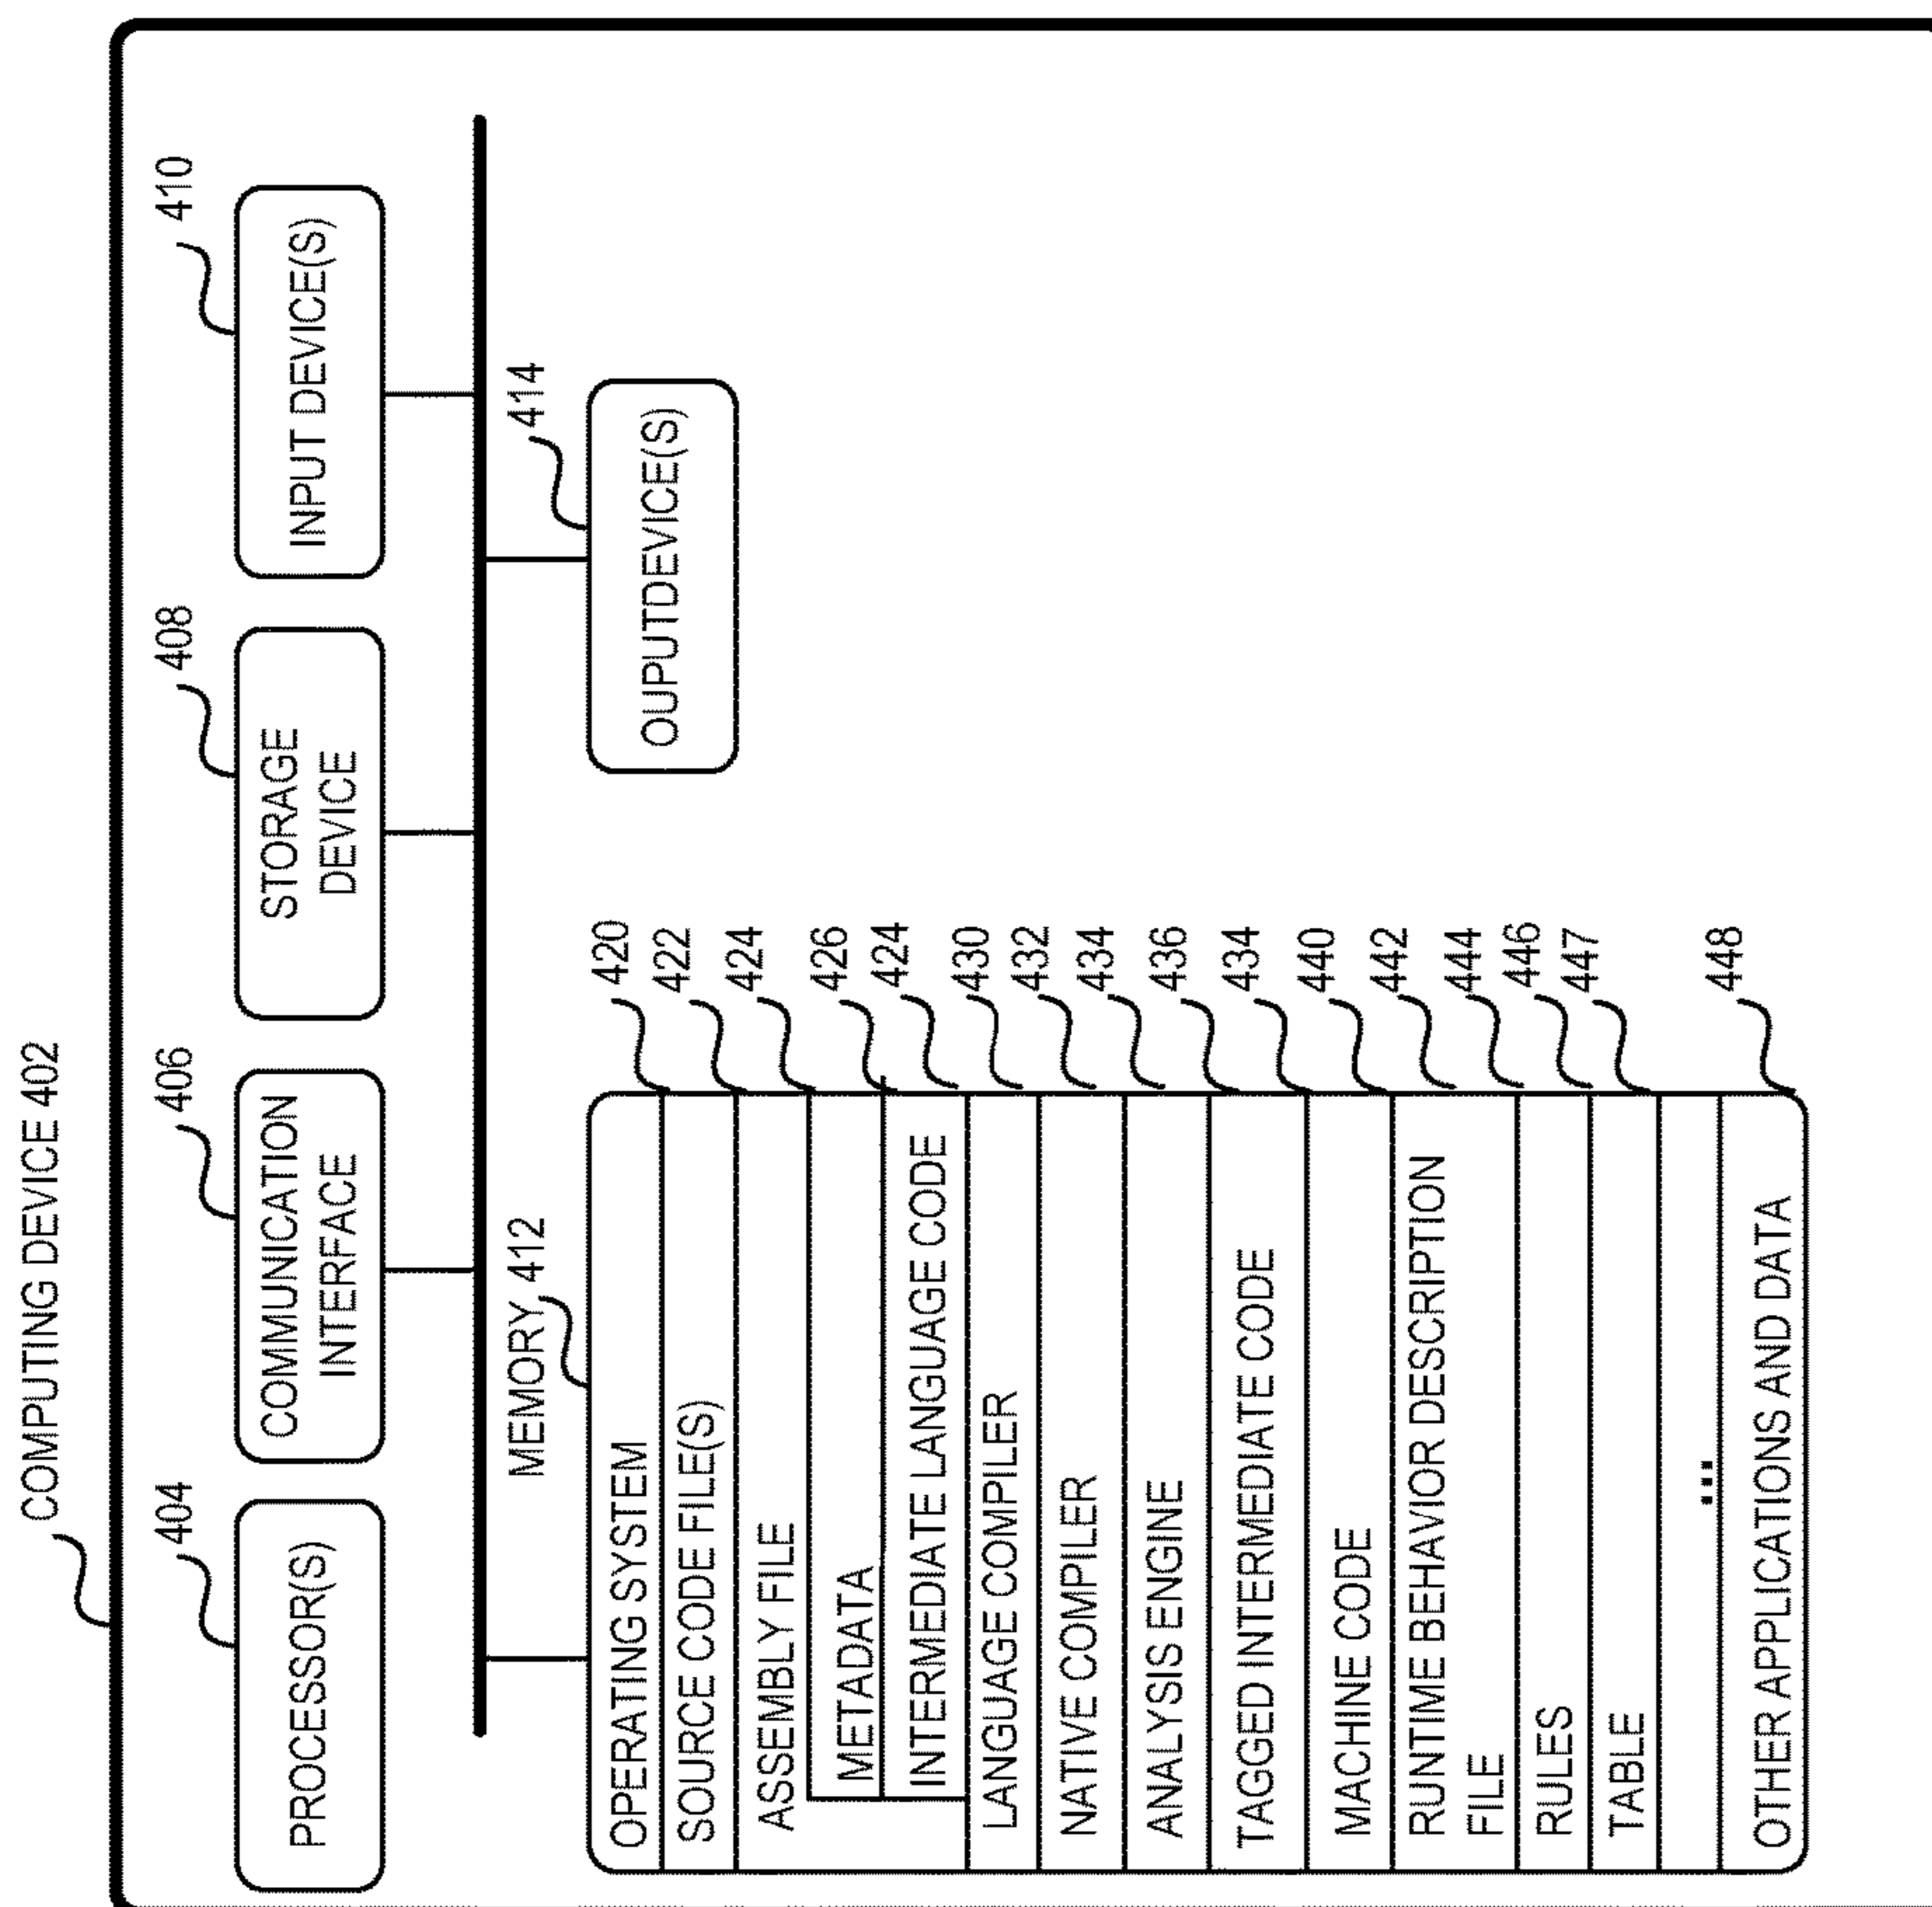 COMPUTING DEVICE 402
404
406
408
410
PROCESSOR(S)
COMMUNICATION
INTERFACE
STORAGE
DEVICE
INPUT DEVICE(S)
MEMORY 412
414
OUPUTDEVICE(S)
OPERATING SYSTEM
420
SOURCE CODE FILE(S)
422
ASSEMBLY FILE
424
METADATA
426
INTERMEDIATE LANGUAGE CODE
424
LANGUAGE COMPILER
430
NATIVE COMPILER
432
ANALYSIS ENGINE
434
TAGGED INTERMEDIATE CODE
436
MACHINE CODE
434
RUNTIME BEHAVIOR DESCRIPTION
FILE
440
RULES
442
TABLE
444
446
447
...
OTHER APPLICATIONS AND DATA
448